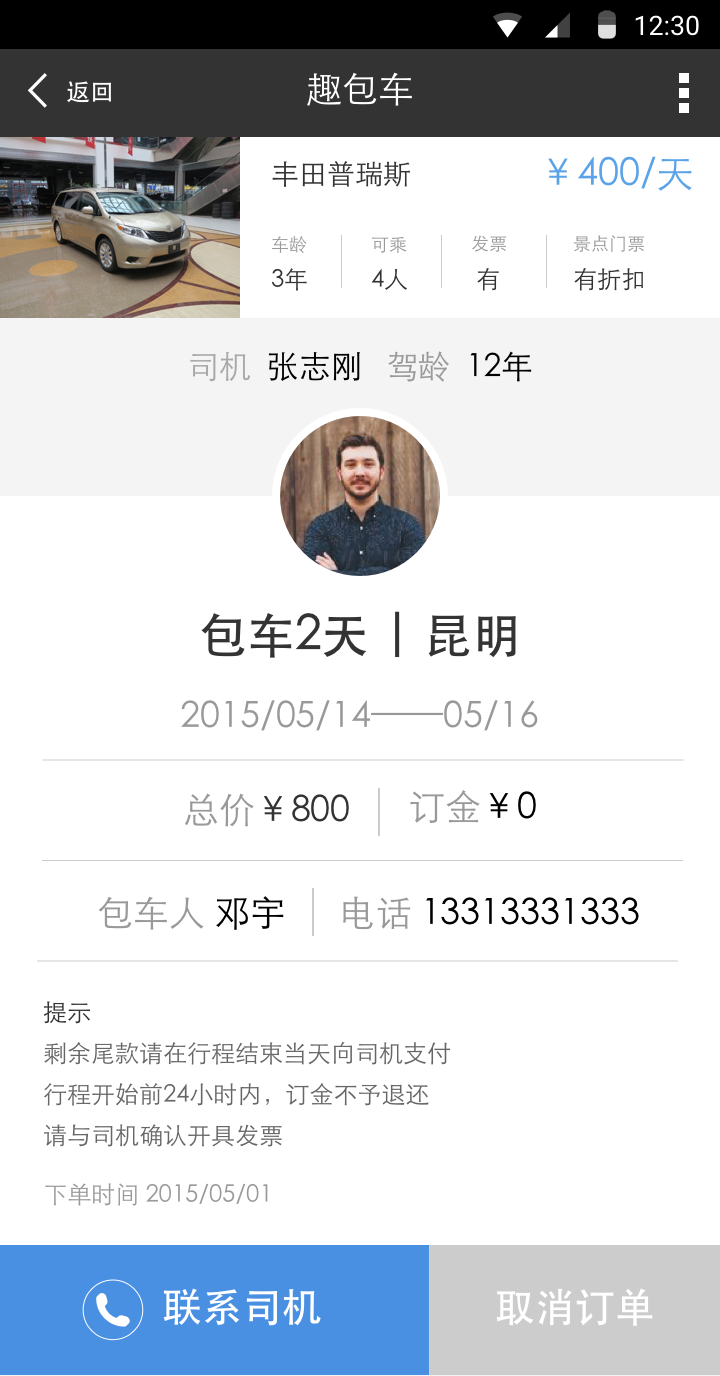 12:30
返回 趣包车
丰田普瑞斯 ¥400/天
车龄 可乘 发票 景点门票
3年 4人 有 有折扣
司机 张志刚 驾龄 12年
包车2天 | 昆明
2015/05/14——05/16
总价 ¥800 订金 ¥0
包车人 邓宇 电话 13313331333
提示
剩余尾款请在行程结束当天向司机支付
行程开始前24小时内，订金不予退还
请与司机确认开具发票
下单时间 2015/05/01
联系司机 取消订单